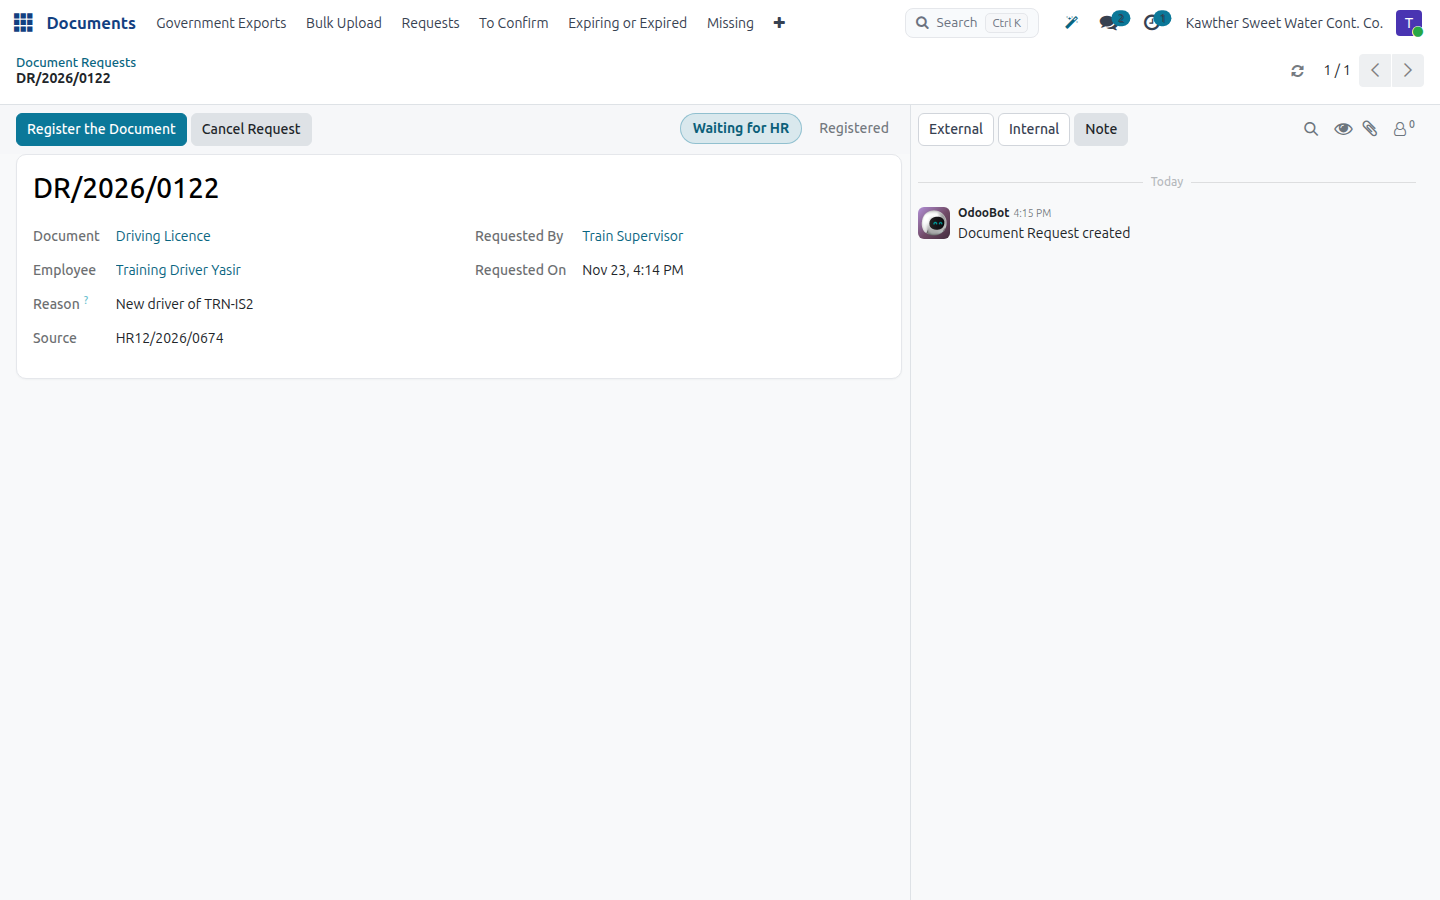 Documents Government Exports Bulk Upload Requests To Confirm Expiring or Expired Missing Search Ctrl K 2 1 Kawther Sweet Water Cont. Co. T
Document Requests
DR/2026/0122
1 / 1
Register the Document Cancel Request Waiting for HR Registered
External Internal Note 0
DR/2026/0122
Document Driving Licence
Requested By Train Supervisor
Employee Training Driver Yasir
Requested On Nov 23, 4:14 PM
Reason ? New driver of TRN-IS2
Source HR12/2026/0674
Today
OdooBot 4:15 PM
Document Request created